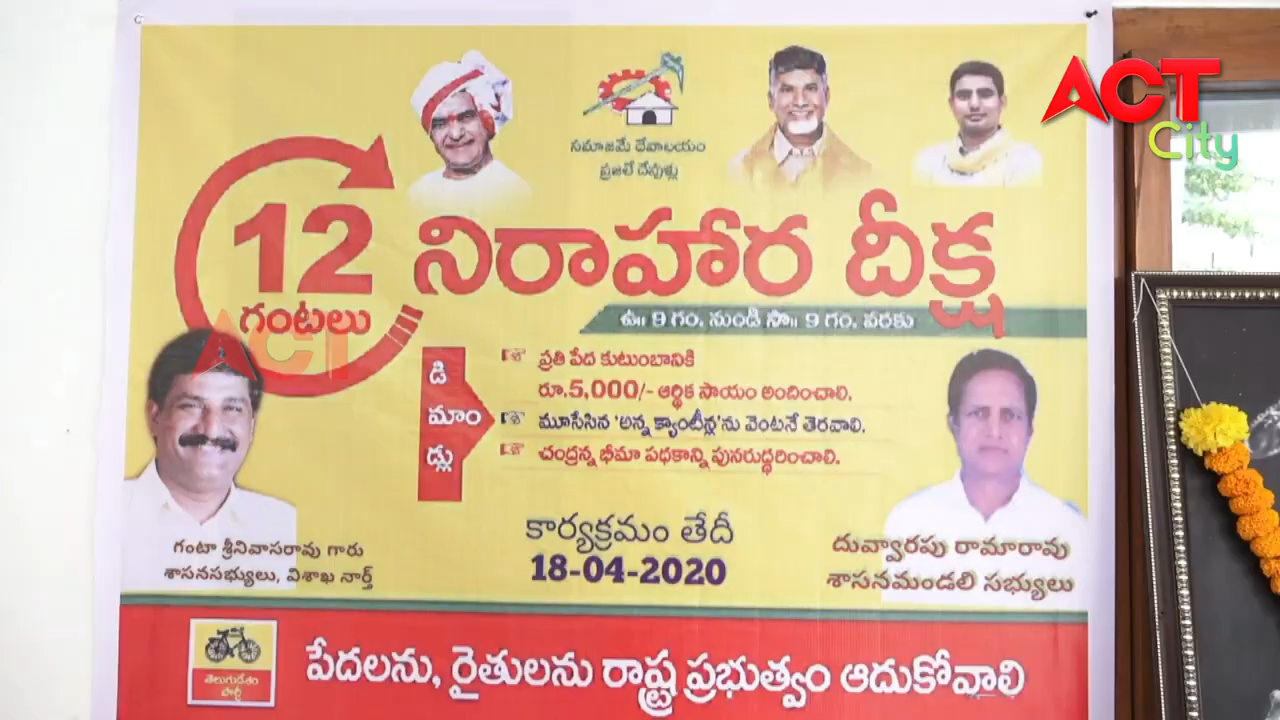 ACT
City
సమాజమే దేవాలయం
ప్రజలే దేవుళ్లు
12
గంటలు
నిరాహార దీక్ష
ఉ॥ 9 గం. నుండి సా॥ 9 గం. వరకు
ACT
డి
మాం
డ్లు
ప్రతి పేద కుటుంబానికి
రూ.5,000/- ఆర్థిక సాయం అందించాలి.
మూసేసిన 'అన్న క్యాంటీన్ల'ను వెంటనే తెరవాలి.
చంద్రన్న భీమా పథకాన్ని పునరుద్ధరించాలి.
కార్యక్రమం తేదీ
18-04-2020
గంటా శ్రీనివాసరావు గారు
శాసనసభ్యులు, విశాఖ నార్త్
దువ్వారపు రామారావు
శాసనమండలి సభ్యులు
తెలుగుదేశం
పార్టీ
పేదలను, రైతులను రాష్ట్ర ప్రభుత్వం ఆదుకోవాలి